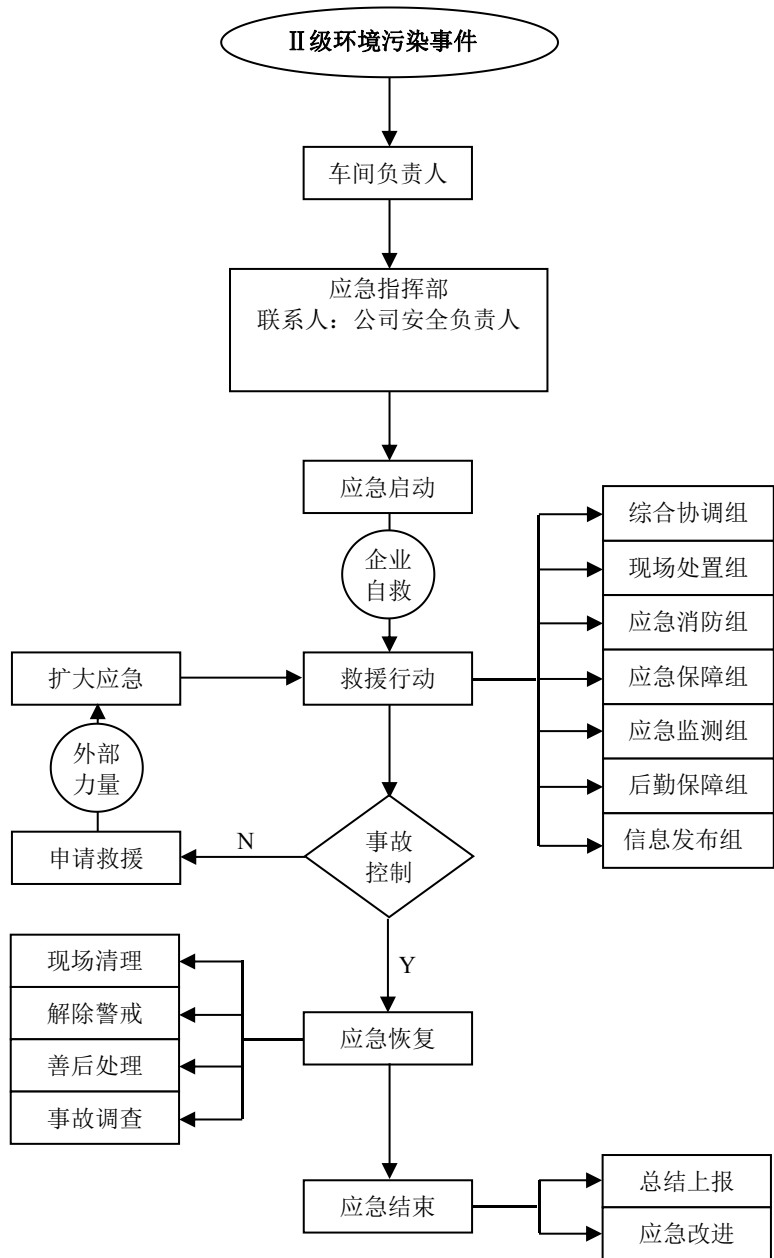 Ⅱ级环境污染事件
车间负责人
应急指挥部
联系人：公司安全负责人
应急启动
企业
自救
综合协调组
现场处置组
应急消防组
应急保障组
应急监测组
后勤保障组
信息发布组
扩大应急
救援行动
外部
力量
申请救援
N
事故
控制
Y
现场清理
解除警戒
善后处理
事故调查
应急恢复
应急结束
总结上报
应急改进